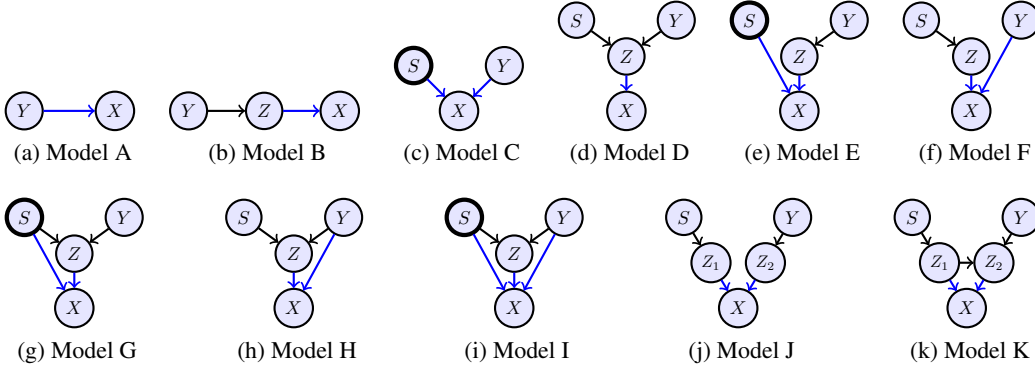 Y X
(a) Model A
Y Z X
(b) Model B
S Y
X
(c) Model C
S Y
Z
X
(d) Model D
S Y
Z
X
(e) Model E
S Y
Z
X
(f) Model F
S Y
Z
X
(g) Model G
S Y
Z
X
(h) Model H
S Y
Z
X
(i) Model I
S Y
Z₁ Z₂
X
(j) Model J
S Y
Z₁ Z₂
X
(k) Model K